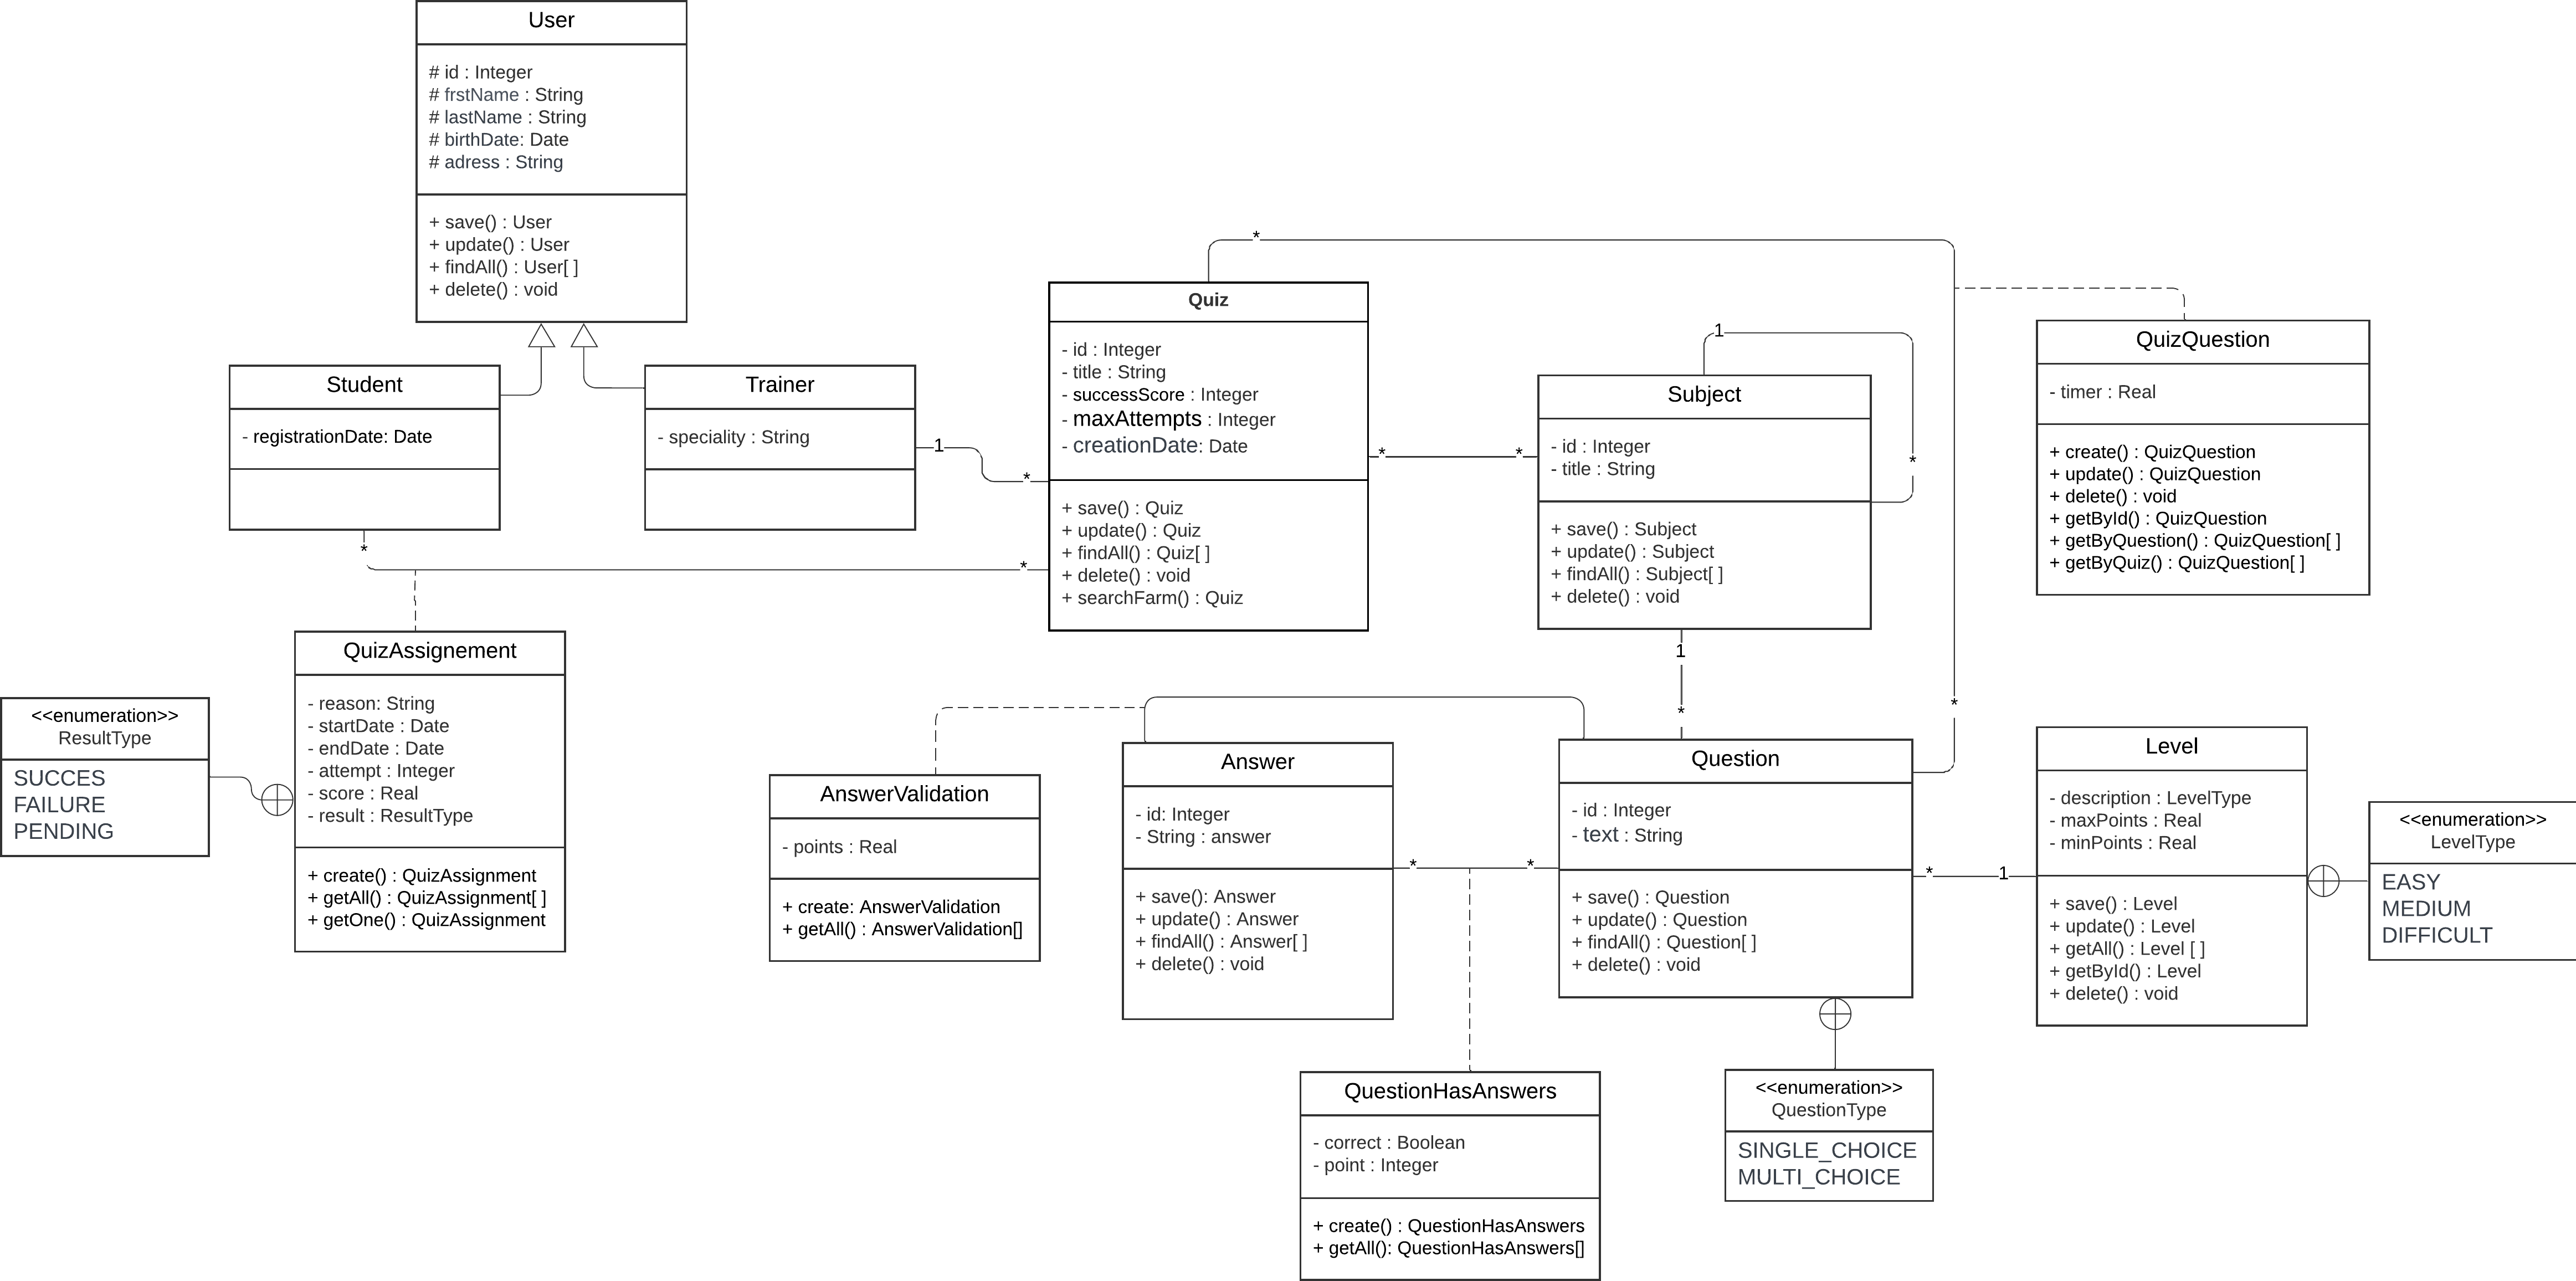 User
# id : Integer
# frstName : String
# lastName : String
# birthDate: Date
# adress : String
+ save() : User
+ update() : User
+ findAll() : User[ ]
+ delete() : void
Student
- registrationDate: Date
Trainer
- speciality : String
1
*
*
*
*
Quiz
- id : Integer
- title : String
- successScore : Integer
- maxAttempts : Integer
- creationDate: Date
+ save() : Quiz
+ update() : Quiz
+ findAll() : Quiz[ ]
+ delete() : void
+ searchFarm() : Quiz
*
*
1
*
Subject
- id : Integer
- title : String
+ save() : Subject
+ update() : Subject
+ findAll() : Subject[ ]
+ delete() : void
1
*
*
QuizQuestion
- timer : Real
+ create() : QuizQuestion
+ update() : QuizQuestion
+ delete() : void
+ getById() : QuizQuestion
+ getByQuestion() : QuizQuestion[ ]
+ getByQuiz() : QuizQuestion[ ]
<<enumeration>>
ResultType
SUCCES
FAILURE
PENDING
QuizAssignement
- reason: String
- startDate : Date
- endDate : Date
- attempt : Integer
- score : Real
- result : ResultType
+ create() : QuizAssignment
+ getAll() : QuizAssignment[ ]
+ getOne() : QuizAssignment
AnswerValidation
- points : Real
+ create: AnswerValidation
+ getAll() : AnswerValidation[]
Answer
- id: Integer
- String : answer
+ save(): Answer
+ update() : Answer
+ findAll() : Answer[ ]
+ delete() : void
*
*
Question
- id : Integer
- text : String
+ save() : Question
+ update() : Question
+ findAll() : Question[ ]
+ delete() : void
*
1
Level
- description : LevelType
- maxPoints : Real
- minPoints : Real
+ save() : Level
+ update() : Level
+ getAll() : Level [ ]
+ getById() : Level
+ delete() : void
<<enumeration>>
LevelType
EASY
MEDIUM
DIFFICULT
QuestionHasAnswers
- correct : Boolean
- point : Integer
+ create() : QuestionHasAnswers
+ getAll(): QuestionHasAnswers[]
<<enumeration>>
QuestionType
SINGLE_CHOICE
MULTI_CHOICE